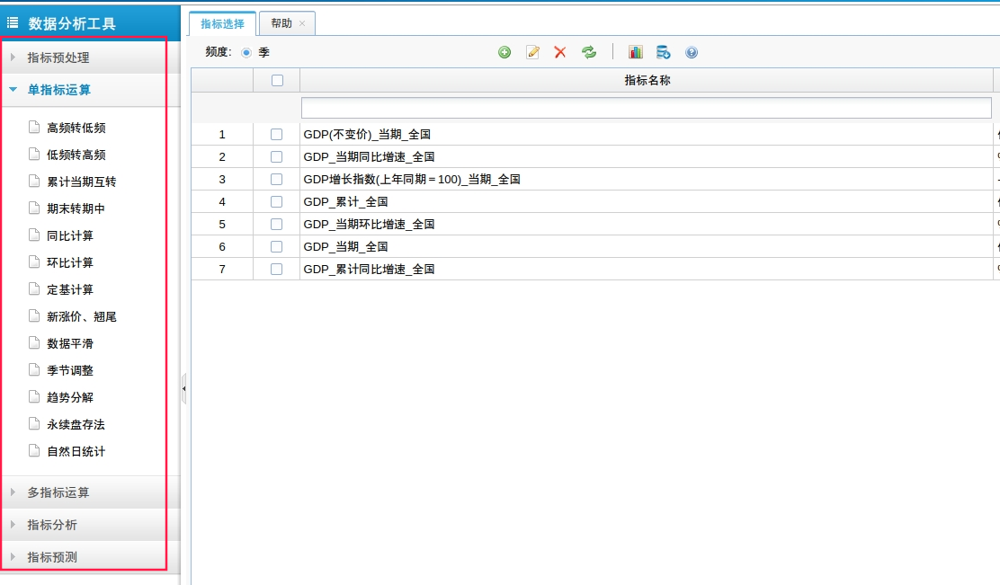 数据分析工具
指标预处理
单指标运算
高频转低频
低频转高频
累计当期互转
期末转期中
同比计算
环比计算
定基计算
新涨价、翘尾
数据平滑
季节调整
趋势分解
永续盘存法
自然日统计
多指标运算
指标分析
指标预测
指标选择 帮助
频度: 季
指标名称
1 GDP(不变价)_当期_全国
2 GDP_当期同比增速_全国
3 GDP增长指数(上年同期＝100)_当期_全国
4 GDP_累计_全国
5 GDP_当期环比增速_全国
6 GDP_当期_全国
7 GDP_累计同比增速_全国